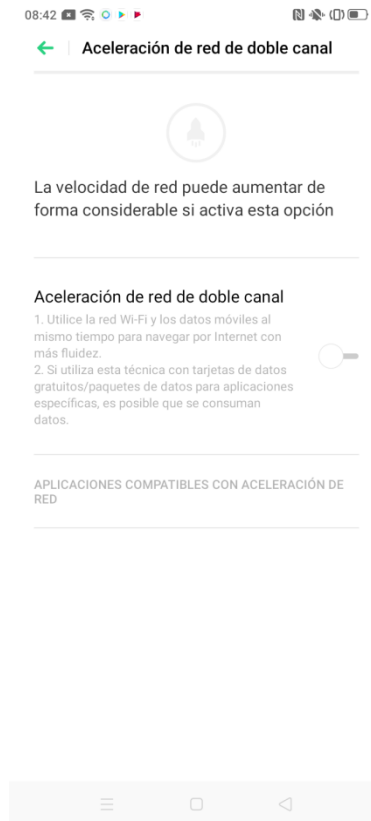 08:42
Aceleración de red de doble canal
La velocidad de red puede aumentar de
forma considerable si activa esta opción
Aceleración de red de doble canal
1. Utilice la red Wi-Fi y los datos móviles al
mismo tiempo para navegar por Internet con
más fluidez.
2. Si utiliza esta técnica con tarjetas de datos
gratuitos/paquetes de datos para aplicaciones
específicas, es posible que se consuman
datos.
APLICACIONES COMPATIBLES CON ACELERACIÓN DE
RED